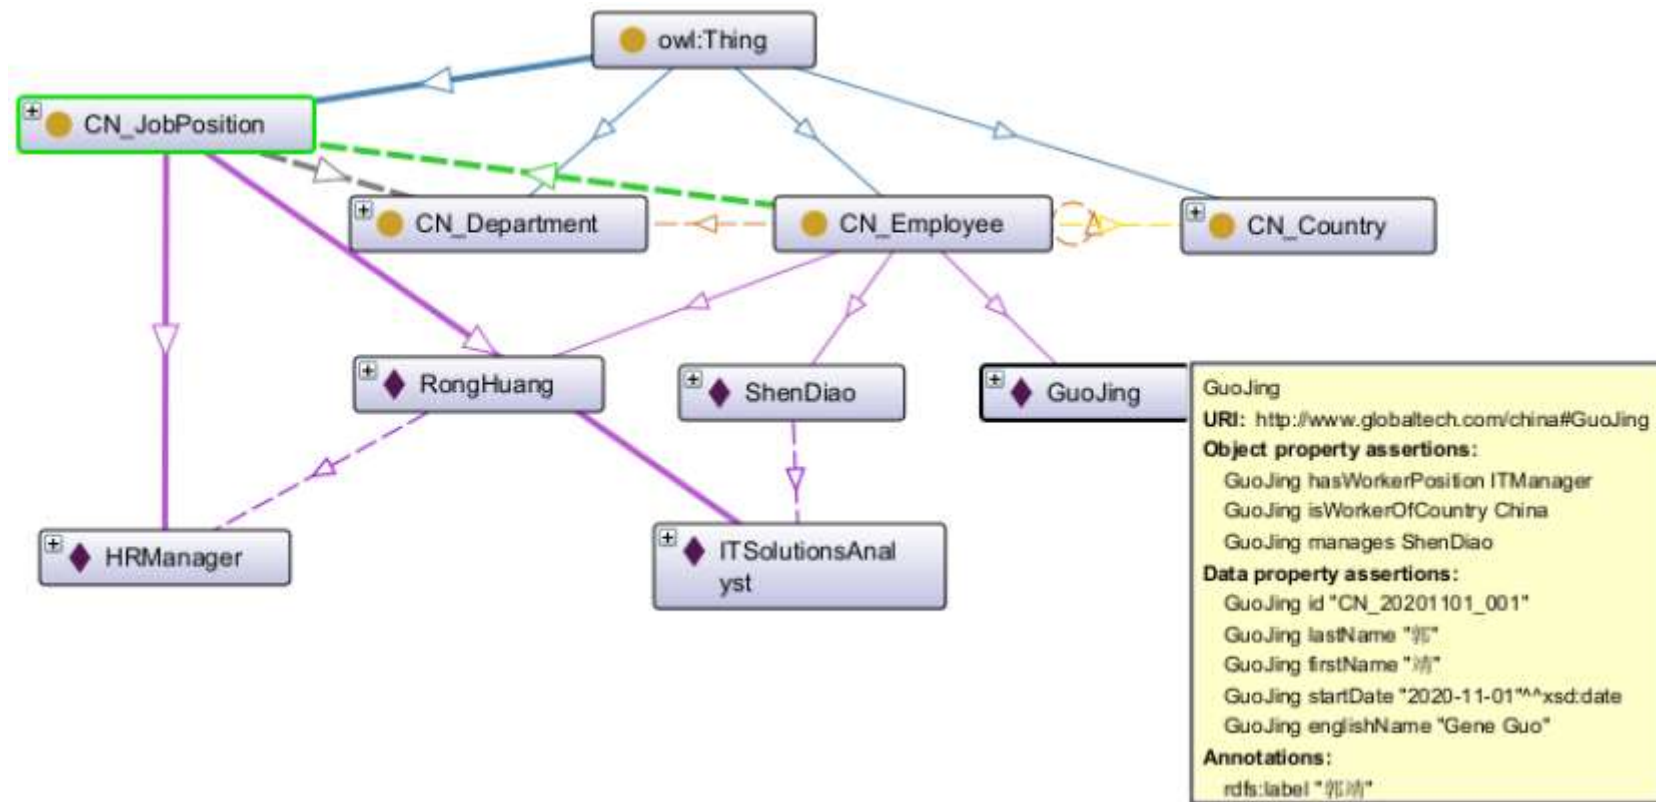 owl:Thing
CN_JobPosition
CN_Department
CN_Employee
CN_Country
RongHuang
ShenDiao
GuoJing
HRManager
ITSolutionsAnal
yst
GuoJing
URI: http://www.globaltech.com/china#GuoJing
Object property assertions:
GuoJing hasWorkerPosition ITManager
GuoJing isWorkerOfCountry China
GuoJing manages ShenDiao
Data property assertions:
GuoJing id "CN_20201101_001"
GuoJing lastName "郭"
GuoJing firstName "靖"
GuoJing startDate "2020-11-01"^^xsd:date
GuoJing englishName "Gene Guo"
Annotations:
rdfs:label "郭靖"